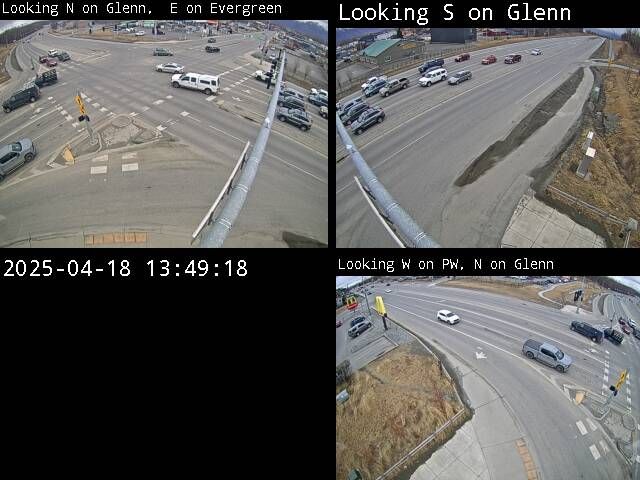 Looking N on Glenn, E on Evergreen
Looking S on Glenn
2025-04-18 13:49:18
Looking W on PW, N on Glenn